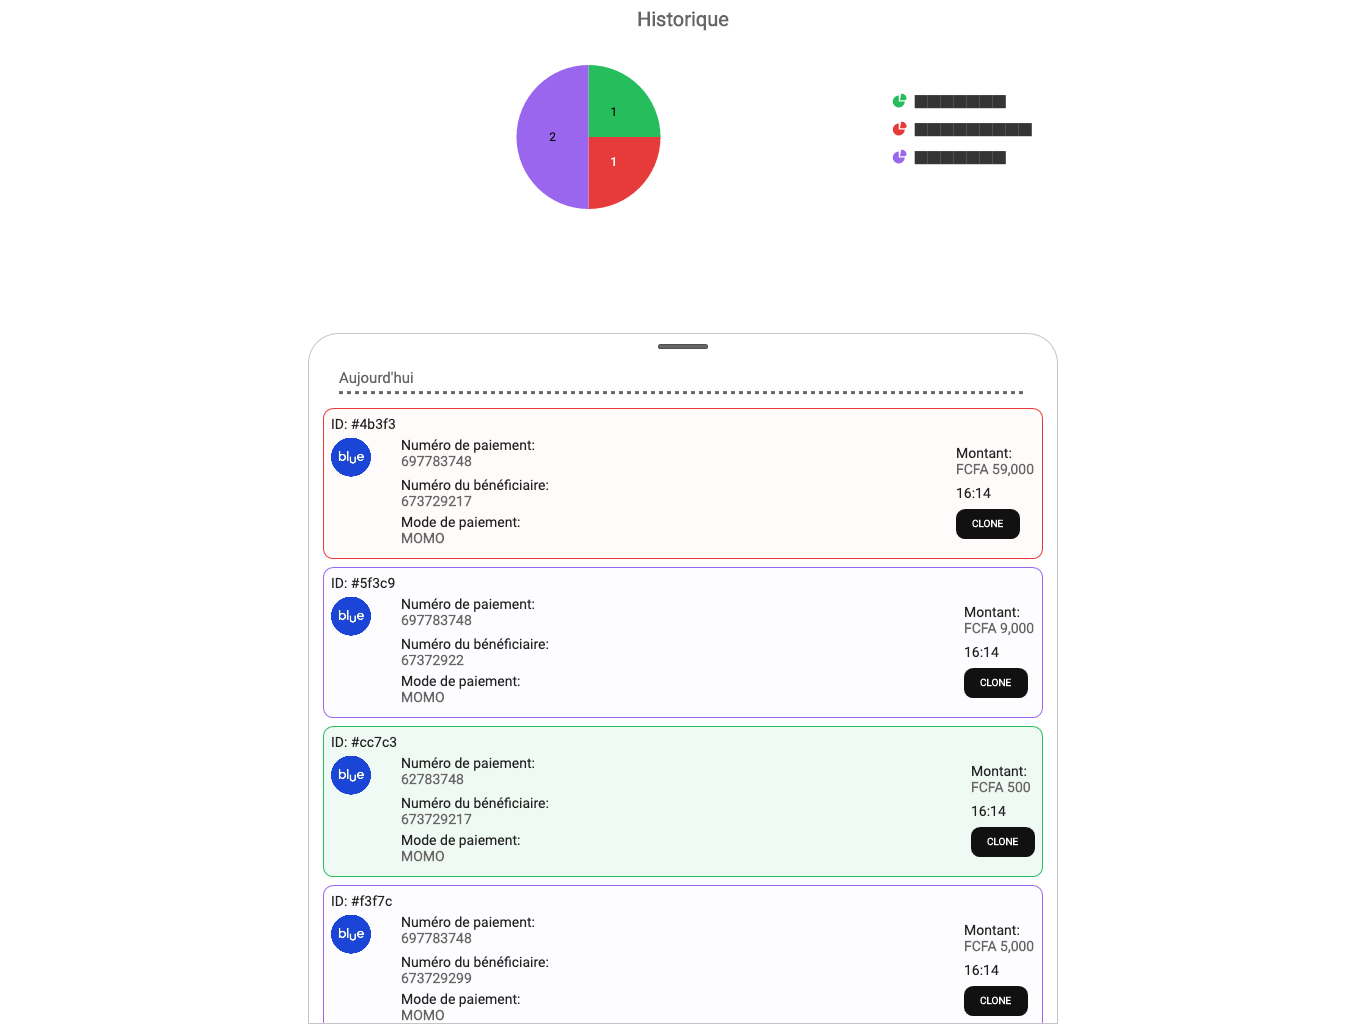 Historique
1
2
1
Aujourd'hui
ID: #4b3f3
blue
Numéro de paiement:
697783748
Numéro du bénéficiaire:
673729217
Mode de paiement:
MOMO
Montant:
FCFA 59,000
16:14
CLONE
ID: #5f3c9
blue
Numéro de paiement:
697783748
Numéro du bénéficiaire:
67372922
Mode de paiement:
MOMO
Montant:
FCFA 9,000
16:14
CLONE
ID: #cc7c3
blue
Numéro de paiement:
62783748
Numéro du bénéficiaire:
673729217
Mode de paiement:
MOMO
Montant:
FCFA 500
16:14
CLONE
ID: #f3f7c
blue
Numéro de paiement:
697783748
Numéro du bénéficiaire:
673729299
Mode de paiement:
MOMO
Montant:
FCFA 5,000
16:14
CLONE